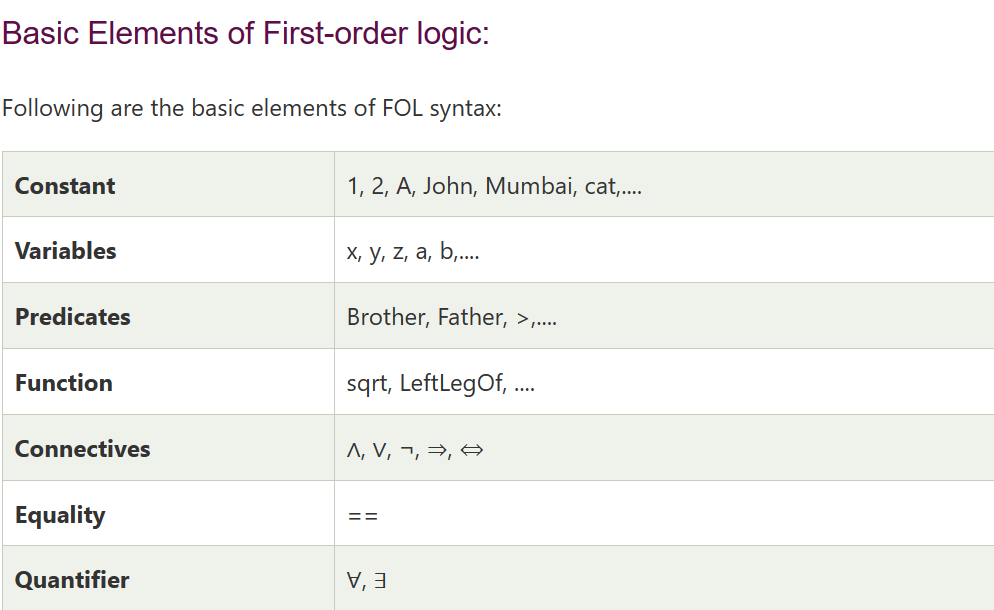 Basic Elements of First-order logic:
Following are the basic elements of FOL syntax:
Constant 1, 2, A, John, Mumbai, cat,....
Variables x, y, z, a, b,....
Predicates Brother, Father, >,....
Function sqrt, LeftLegOf, ....
Connectives ∧, ∨, ¬, ⇒, ⇔
Equality ==
Quantifier ∀, ∃